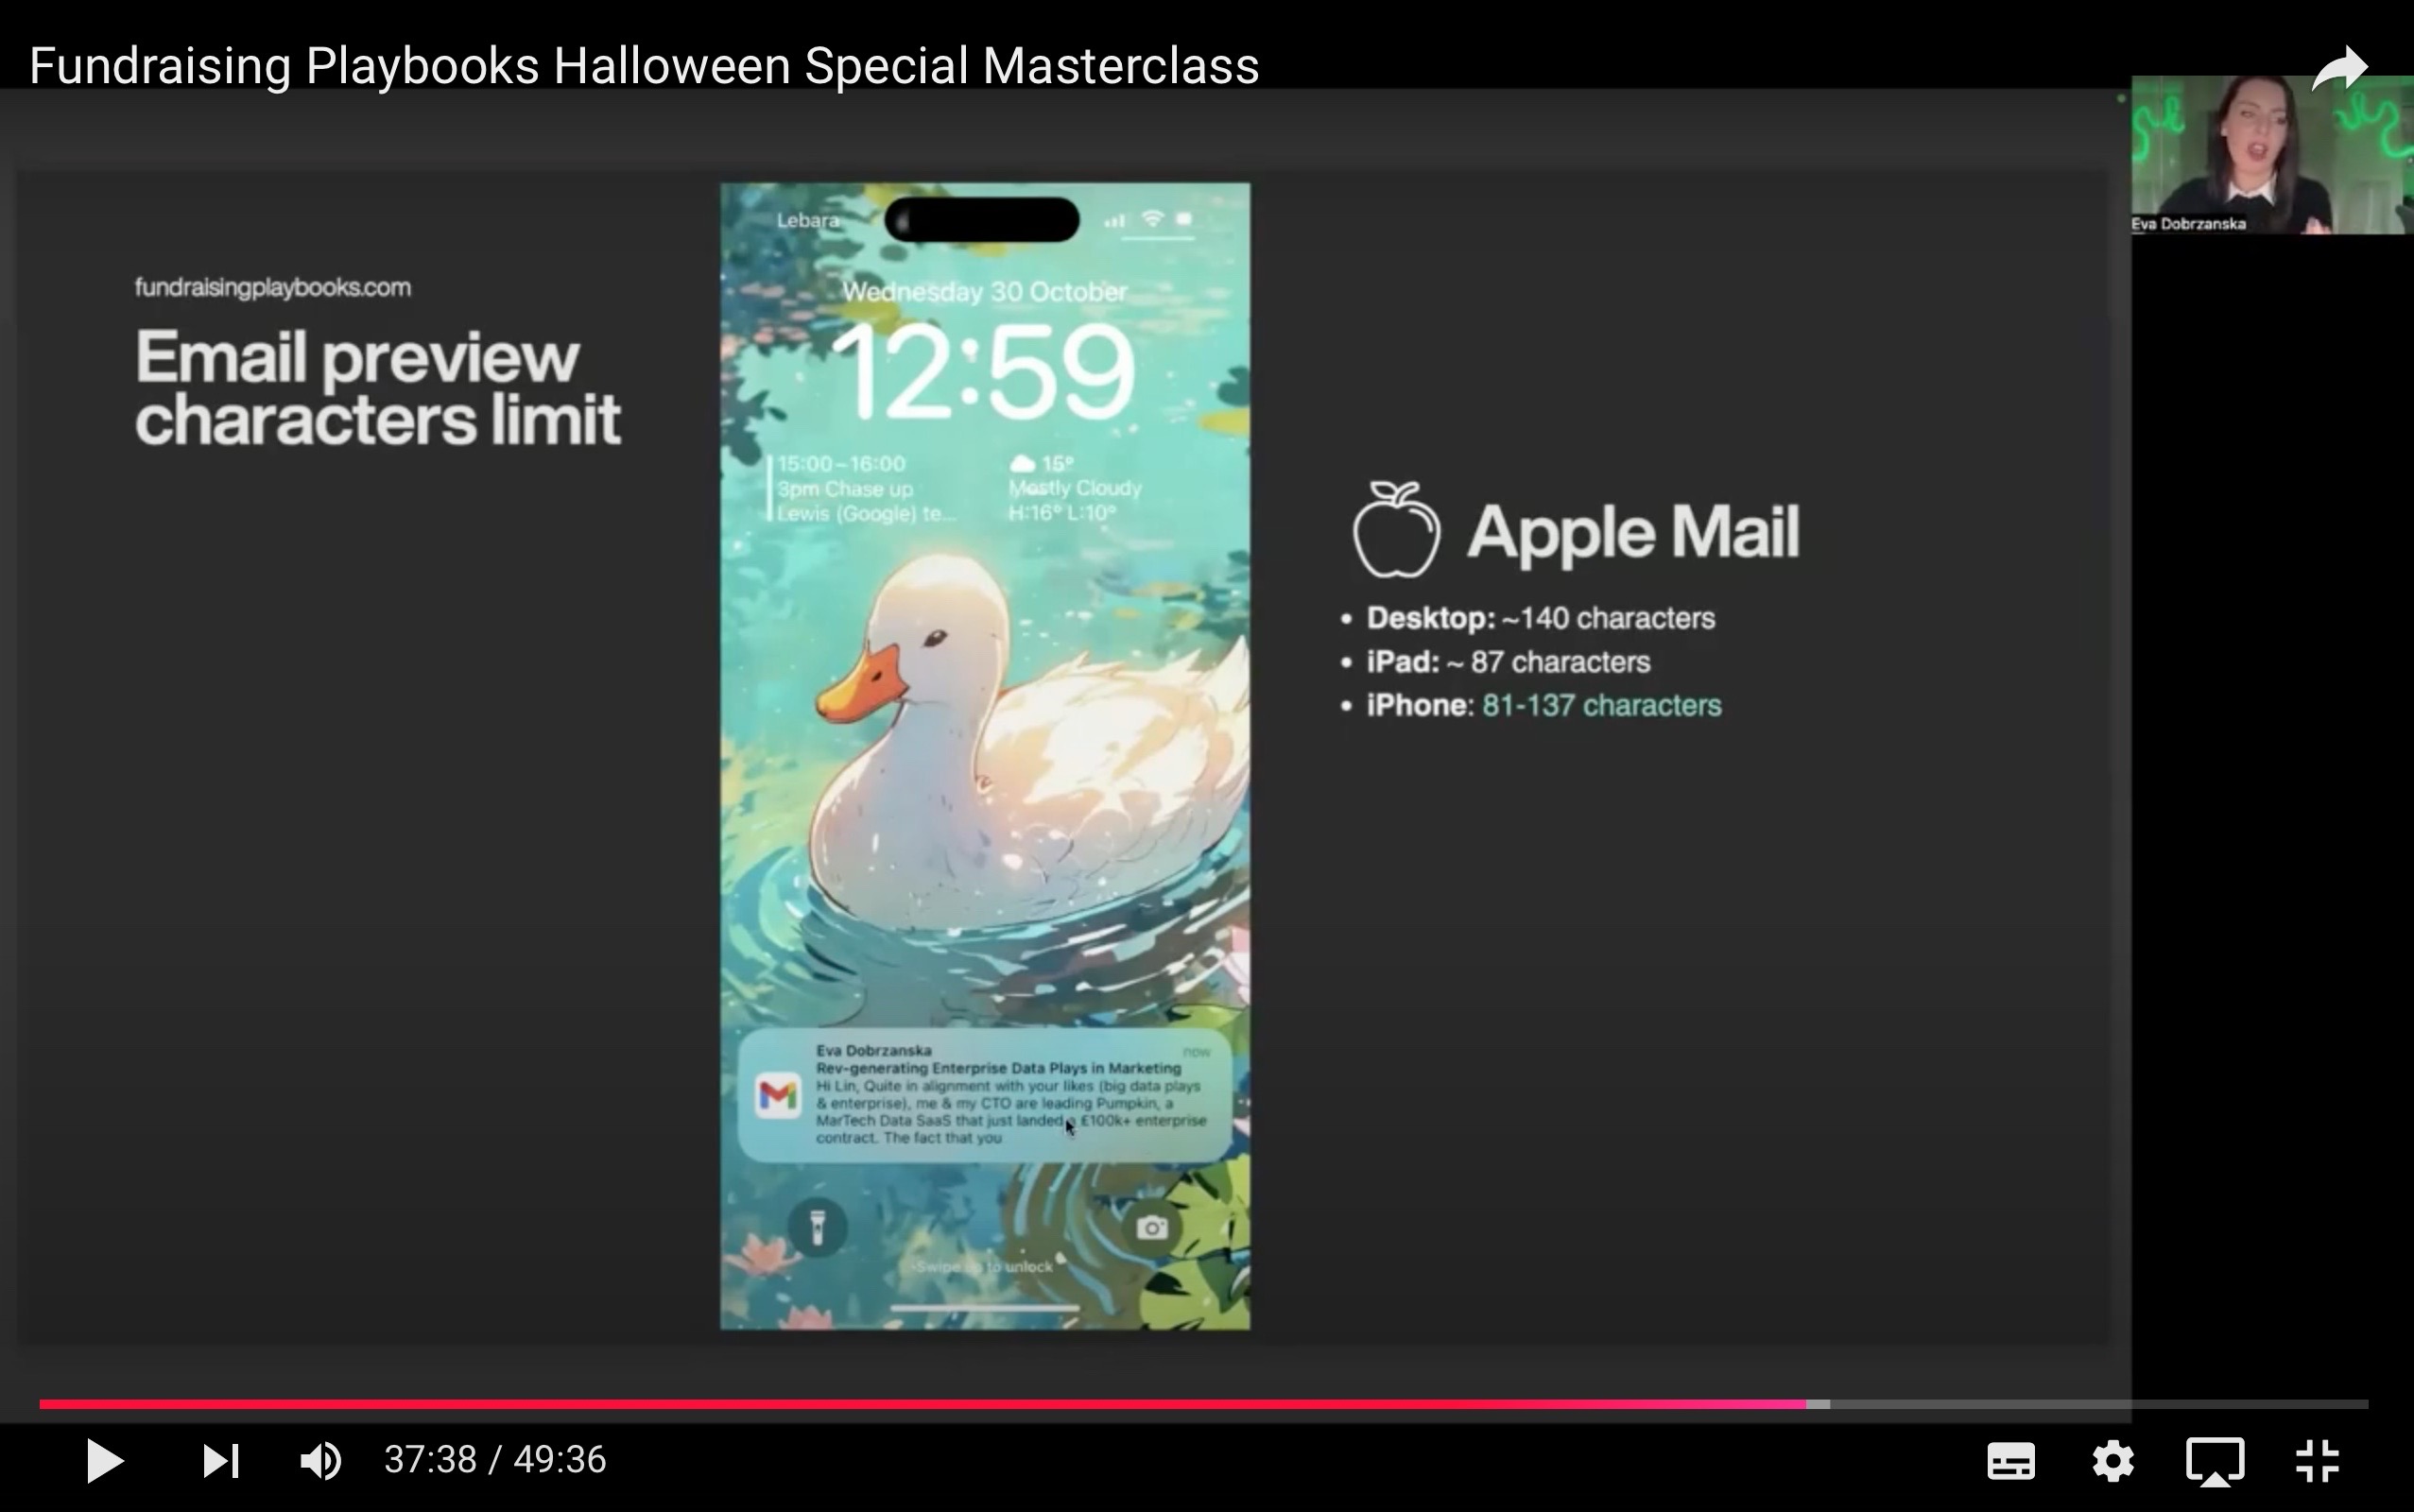 Fundraising Playbooks Halloween Special Masterclass
Eva Dobrzanska
fundraisingplaybooks.com
Email preview
characters limit
Lebara
Wednesday 30 October
12:59
15:00–16:00
3pm Chase up
Lewis (Google) te...
15°
Mostly Cloudy
H:16° L:10°
Eva Dobrzanska
now
Rev-generating Enterprise Data Plays in Marketing
Hi Lin, Quite in alignment with your likes (big data plays
& enterprise), me & my CTO are leading Pumpkin, a
MarTech Data SaaS that just landed a £100k+ enterprise
contract. The fact that you
Swipe up to unlock
Apple Mail
• Desktop: ~140 characters
• iPad: ~ 87 characters
• iPhone: 81-137 characters
37:38 / 49:36